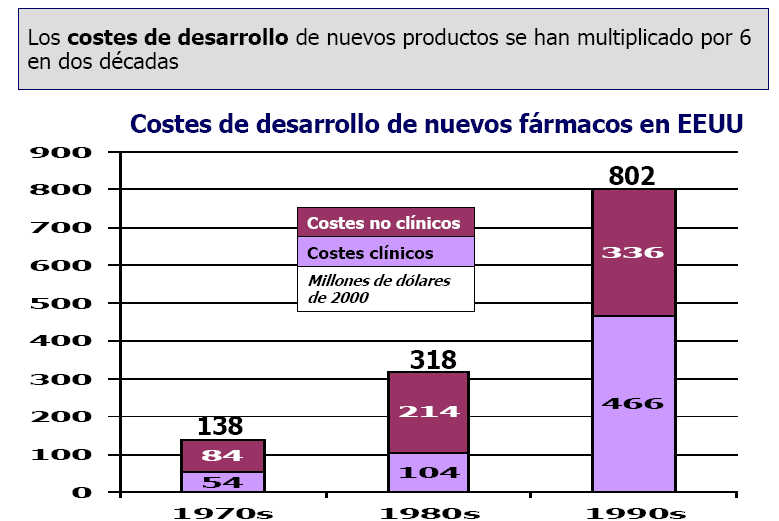 Los costes de desarrollo de nuevos productos se han multiplicado por 6
en dos décadas
Costes de desarrollo de nuevos fármacos en EEUU
900
800
700
600
500
400
300
200
100
0
Costes no clínicos
Costes clínicos
Millones de dólares
de 2000
138
84
54
318
214
104
802
336
466
1970s 1980s 1990s